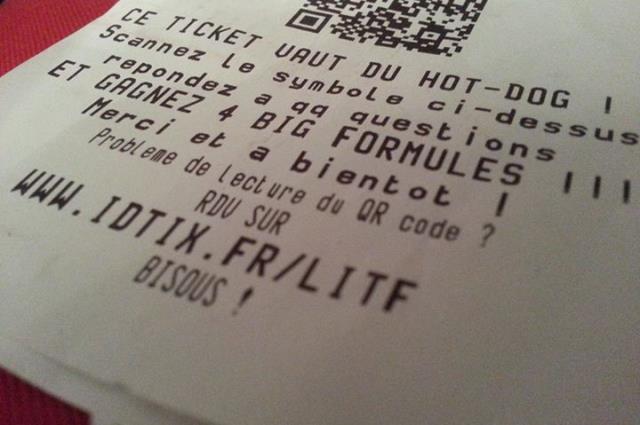 CE TICKET VAUT DU HOT-DOG !
Scannez le symbole ci-dessus
repondez a qq questions
ET GAGNEZ 4 BIG FORMULES !!!
Merci et a bientot !
Probleme de lecture du QR code ?
RDV SUR
WWW.IDTIX.FR/LITF
BISOUS !